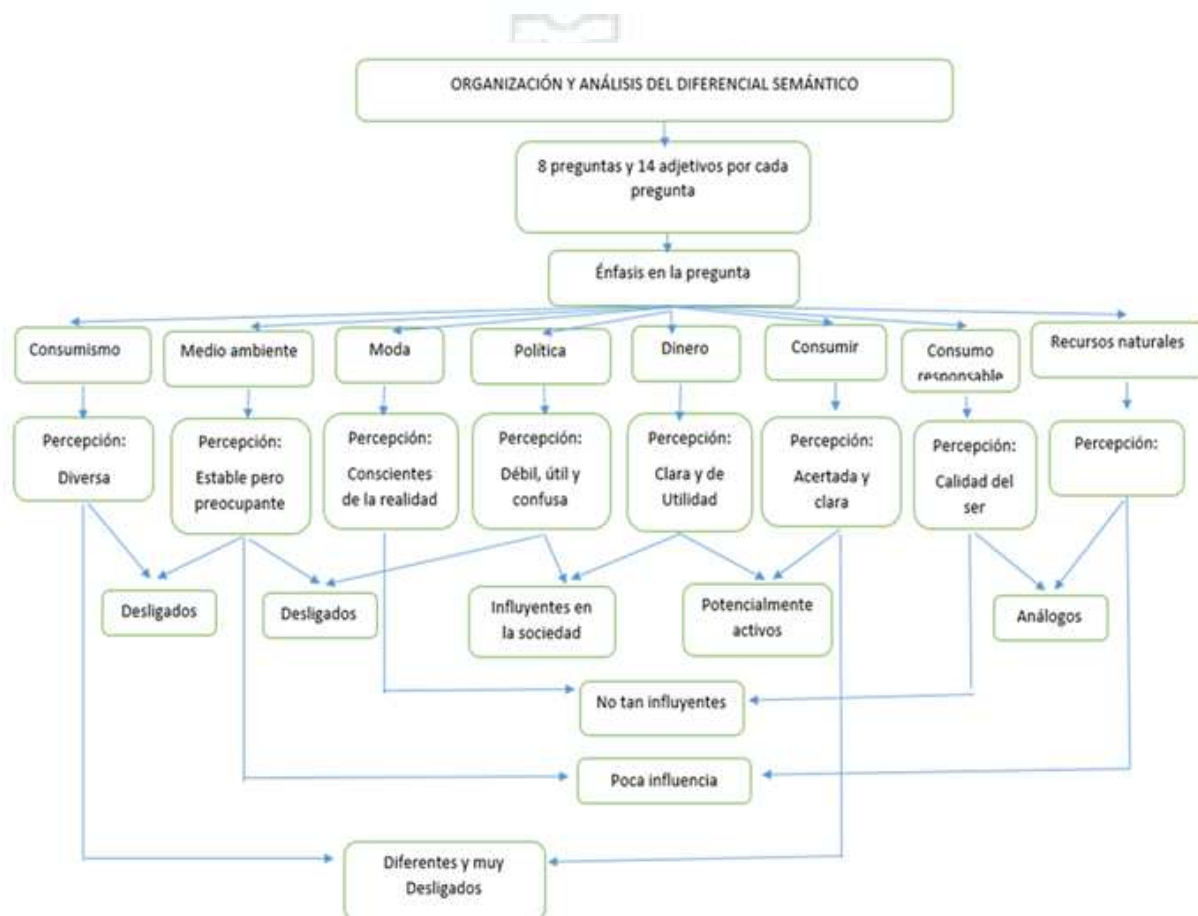 ORGANIZACIÓN Y ANÁLISIS DEL DIFERENCIAL SEMÁNTICO
8 preguntas y 14 adjetivos por cada
pregunta
Énfasis en la pregunta
Consumismo
Medio ambiente
Moda
Política
Dinero
Consumir
Consumo
responsable
Recursos naturales
Percepción:
Diversa
Percepción:
Estable pero
preocupante
Percepción:
Conscientes
de la realidad
Percepción:
Débil, útil y
confusa
Percepción:
Clara y de
Utilidad
Percepción:
Acertada y
clara
Percepción:
Calidad del
ser
Percepción:
Desligados
Desligados
Influyentes en
la sociedad
Potencialmente
activos
Análogos
No tan influyentes
Poca influencia
Diferentes y muy
Desligados